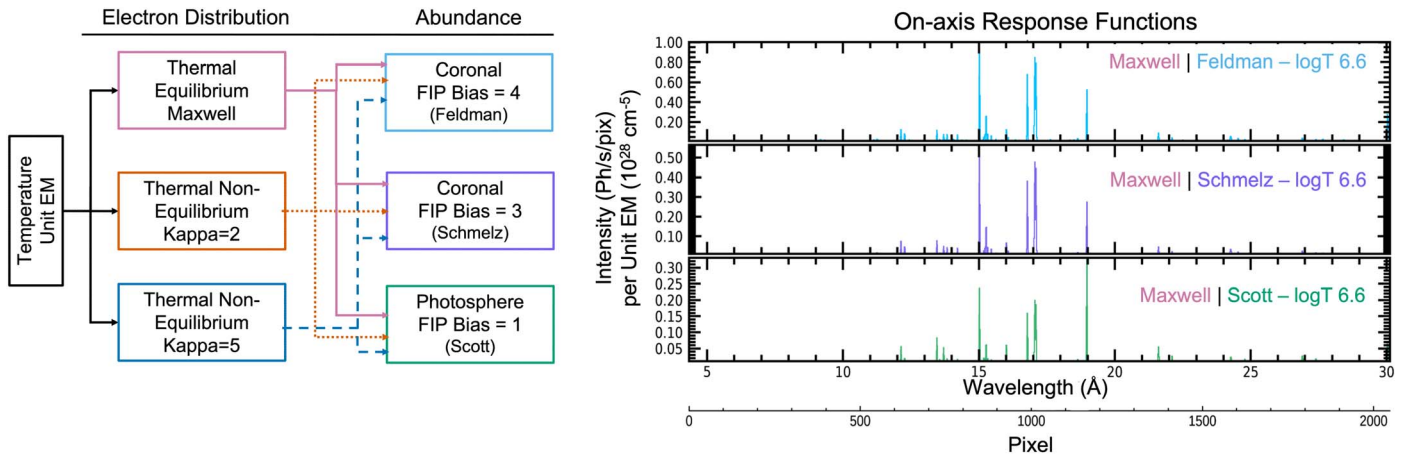 Electron Distribution
Abundance
Temperature
Unit EM
Thermal
Equilibrium
Maxwell
Thermal Non-
Equilibrium
Kappa=2
Thermal Non-
Equilibrium
Kappa=5
Coronal
FIP Bias = 4
(Feldman)
Coronal
FIP Bias = 3
(Schmelz)
Photosphere
FIP Bias = 1
(Scott)
On-axis Response Functions
Intensity (Ph/s/pix)
per Unit EM (10²⁸ cm⁻⁵)
1.00
0.80
0.60
0.40
0.20
Maxwell | Feldman – logT 6.6
0.50
0.40
0.30
0.20
0.10
Maxwell | Schmelz – logT 6.6
0.30
0.25
0.20
0.15
0.10
0.05
Maxwell | Scott – logT 6.6
5 10 15 20 25 30
Wavelength (Å)
0 500 1000 1500 2000
Pixel